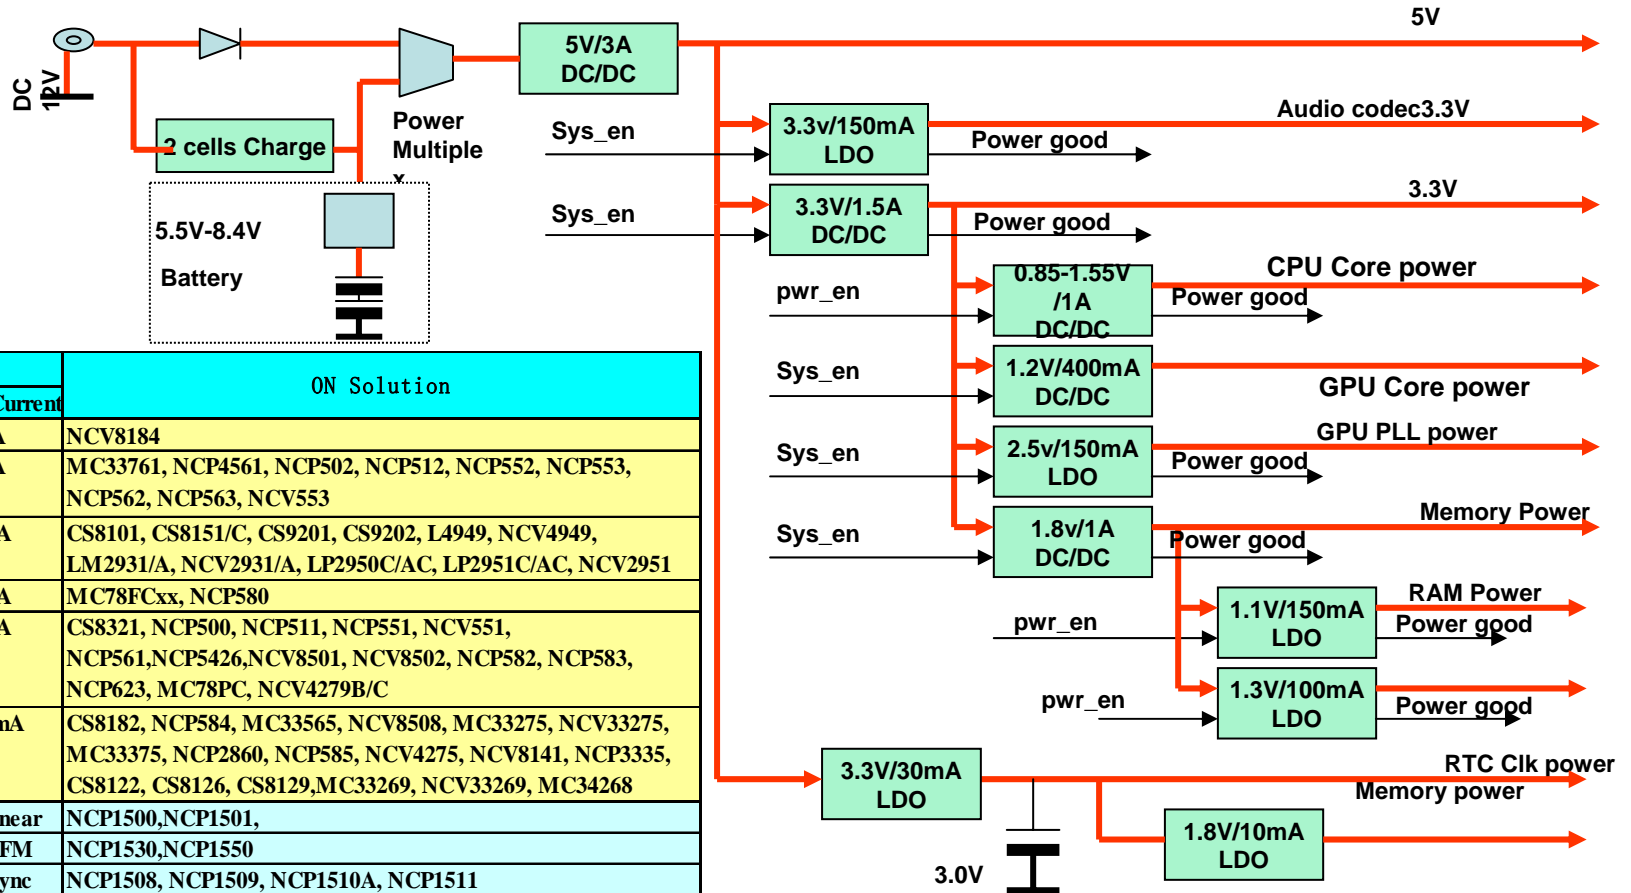 5V
DC
12V
5V/3A
DC/DC
Power
Multiple
x
2 cells Charge
5.5V-8.4V
Battery
Sys_en
3.3v/150mA
LDO
Audio codec3.3V
Power good
Sys_en
3.3V/1.5A
DC/DC
3.3V
Power good
pwr_en
0.85-1.55V
/1A
DC/DC
CPU Core power
Power good
Sys_en
1.2V/400mA
DC/DC
GPU Core power
Sys_en
2.5v/150mA
LDO
GPU PLL power
Power good
Sys_en
1.8v/1A
DC/DC
Memory Power
Power good
pwr_en
1.1V/150mA
LDO
RAM Power
Power good
pwr_en
1.3V/100mA
LDO
Power good
3.3V/30mA
LDO
RTC Clk power
Memory power
1.8V/10mA
LDO
3.0V
ON Solution
Current
A NCV8184
A MC33761, NCP4561, NCP502, NCP512, NCP552, NCP553,
NCP562, NCP563, NCV553
A CS8101, CS8151/C, CS9201, CS9202, L4949, NCV4949,
LM2931/A, NCV2931/A, LP2950C/AC, LP2951C/AC, NCV2951
A MC78FCxx, NCP580
A CS8321, NCP500, NCP511, NCP551, NCV551,
NCP561,NCP5426,NCV8501, NCV8502, NCP582, NCP583,
NCP623, MC78PC, NCV4279B/C
mA CS8182, NCP584, MC33565, NCV8508, MC33275, NCV33275,
MC33375, NCP2860, NCP585, NCV4275, NCV8141, NCP3335,
CS8122, CS8126, CS8129,MC33269, NCV33269, MC34268
near NCP1500,NCP1501,
FM NCP1530,NCP1550
ync NCP1508, NCP1509, NCP1510A, NCP1511